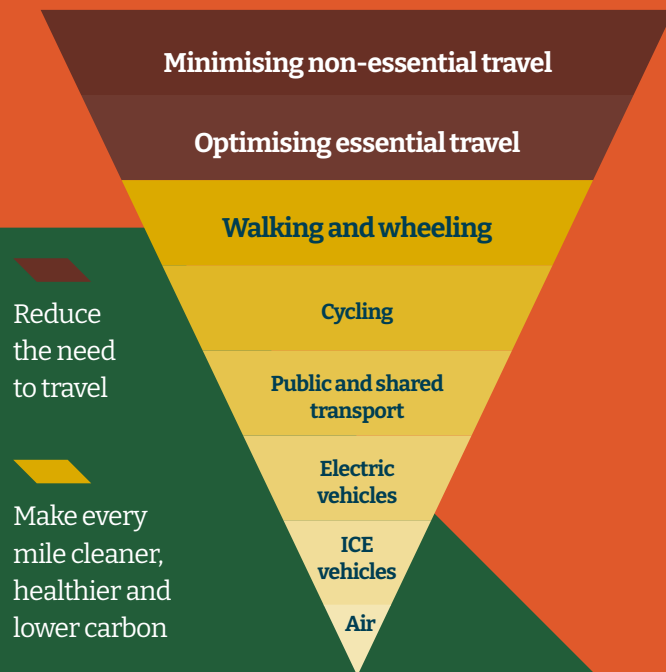 Minimising non-essential travel
Optimising essential travel
Walking and wheeling
Cycling
Public and shared
transport
Electric
vehicles
ICE
vehicles
Air
Reduce
the need
to travel
Make every
mile cleaner,
healthier and
lower carbon